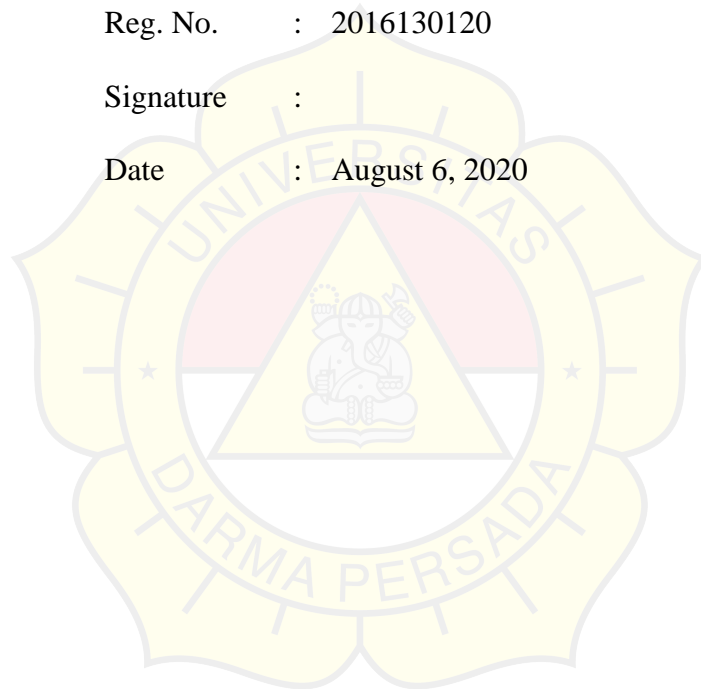 Reg. No. : 2016130120
Signature :
Date : August 6, 2020
UNIVERSITAS
DARMA PERSADA